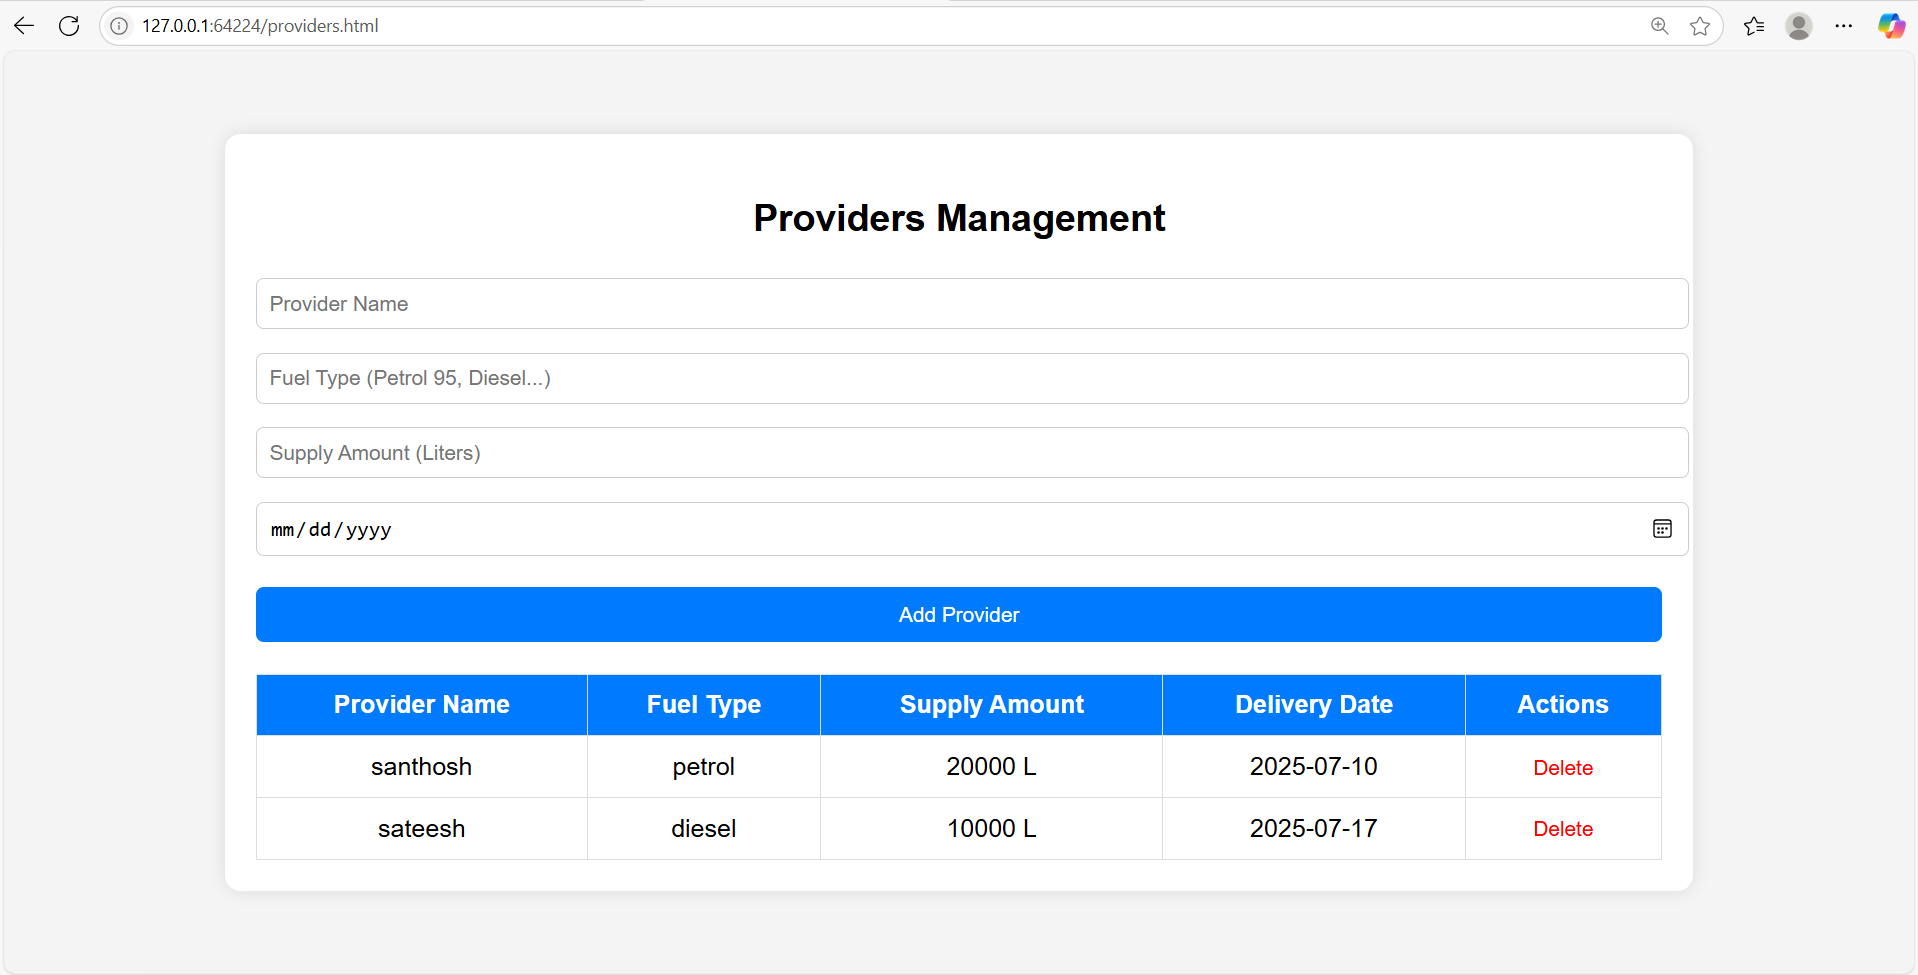 127.0.0.1:64224/providers.html
Providers Management
Provider Name
Fuel Type (Petrol 95, Diesel...)
Supply Amount (Liters)
mm/dd/yyyy
Add Provider
Provider Name Fuel Type Supply Amount Delivery Date Actions
santhosh petrol 20000 L 2025-07-10 Delete
sateesh diesel 10000 L 2025-07-17 Delete